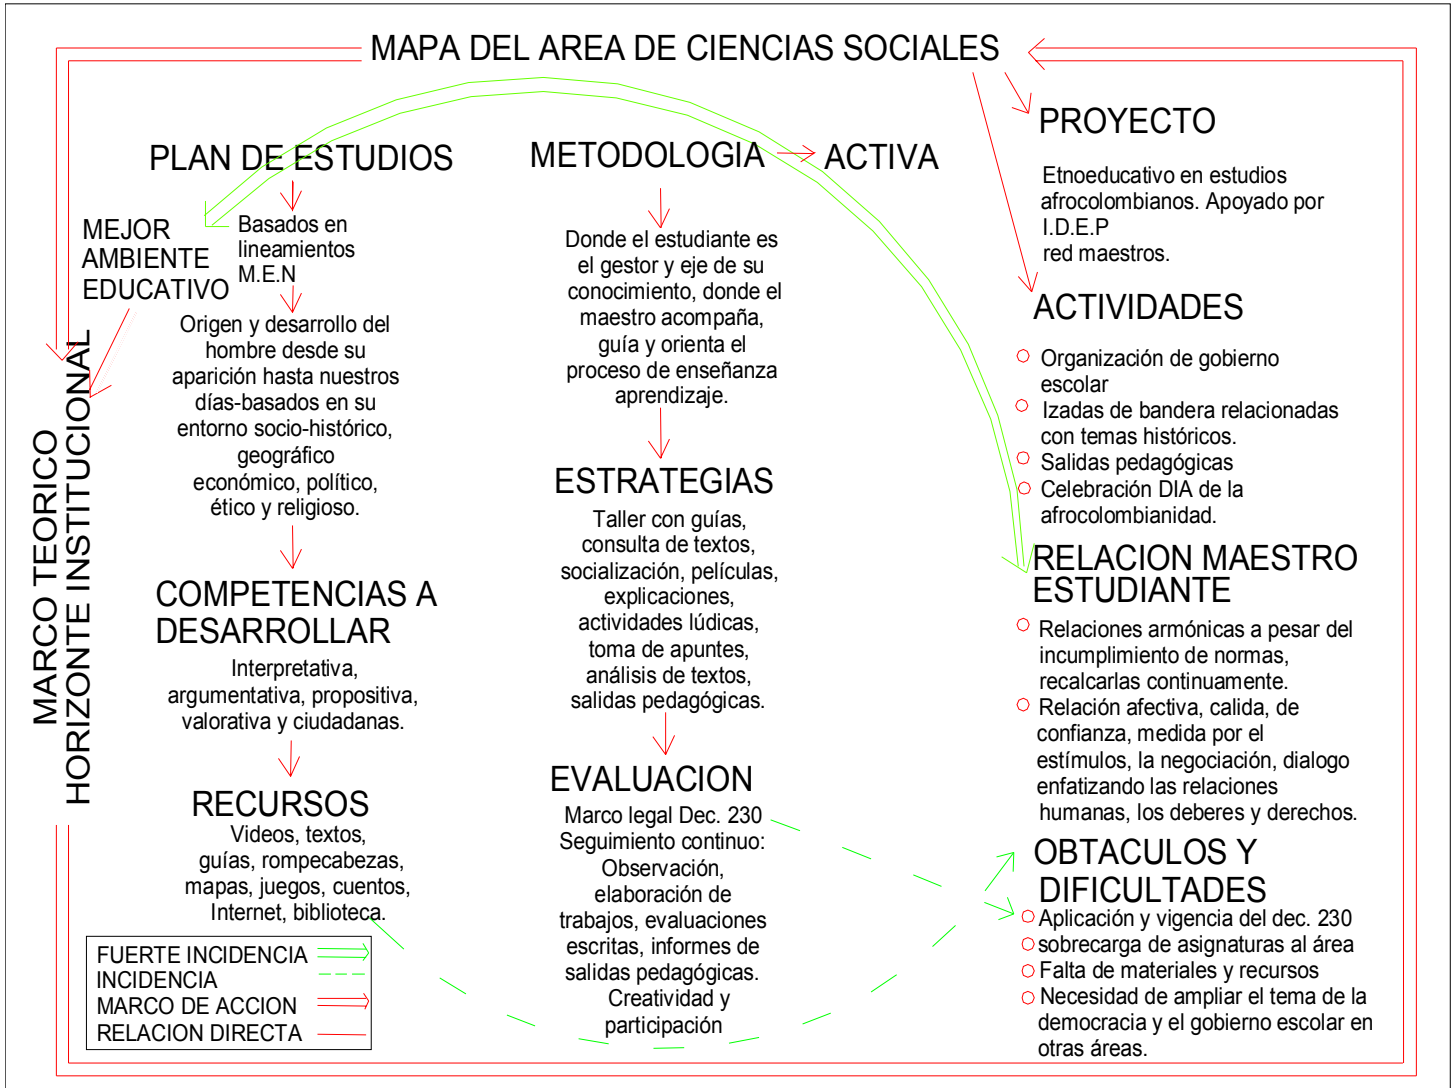 MAPA DEL AREA DE CIENCIAS SOCIALES
MARCO TEORICO
HORIZONTE INSTITUCIONAL
MEJOR
AMBIENTE
EDUCATIVO
PLAN DE ESTUDIOS
Basados en
lineamientos
M.E.N
Origen y desarrollo del
hombre desde su
aparición hasta nuestros
días-basados en su
entorno socio-histórico,
geográfico
económico, político,
ético y religioso.
COMPETENCIAS A
DESARROLLAR
Interpretativa,
argumentativa, propositiva,
valorativa y ciudadanas.
RECURSOS
Videos, textos,
guías, rompecabezas,
mapas, juegos, cuentos,
Internet, biblioteca.
FUERTE INCIDENCIA
INCIDENCIA
MARCO DE ACCION
RELACION DIRECTA
METODOLOGIA
ACTIVA
Donde el estudiante es
el gestor y eje de su
conocimiento, donde el
maestro acompaña,
guía y orienta el
proceso de enseñanza
aprendizaje.
ESTRATEGIAS
Taller con guías,
consulta de textos,
socialización, películas,
explicaciones,
actividades lúdicas,
toma de apuntes,
análisis de textos,
salidas pedagógicas.
EVALUACION
Marco legal Dec. 230
Seguimiento continuo:
Observación,
elaboración de
trabajos, evaluaciones
escritas, informes de
salidas pedagógicas.
Creatividad y
participación
PROYECTO
Etnoeducativo en estudios
afrocolombianos. Apoyado por
I.D.E.P
red maestros.
ACTIVIDADES
Organización de gobierno
escolar
Izadas de bandera relacionadas
con temas históricos.
Salidas pedagógicas
Celebración DIA de la
afrocolombianidad.
RELACION MAESTRO
ESTUDIANTE
Relaciones armónicas a pesar del
incumplimiento de normas,
recalcarlas continuamente.
Relación afectiva, calida, de
confianza, medida por el
estímulos, la negociación, dialogo
enfatizando las relaciones
humanas, los deberes y derechos.
OBTACULOS Y
DIFICULTADES
Aplicación y vigencia del dec. 230
sobrecarga de asignaturas al área
Falta de materiales y recursos
Necesidad de ampliar el tema de la
democracia y el gobierno escolar en
otras áreas.